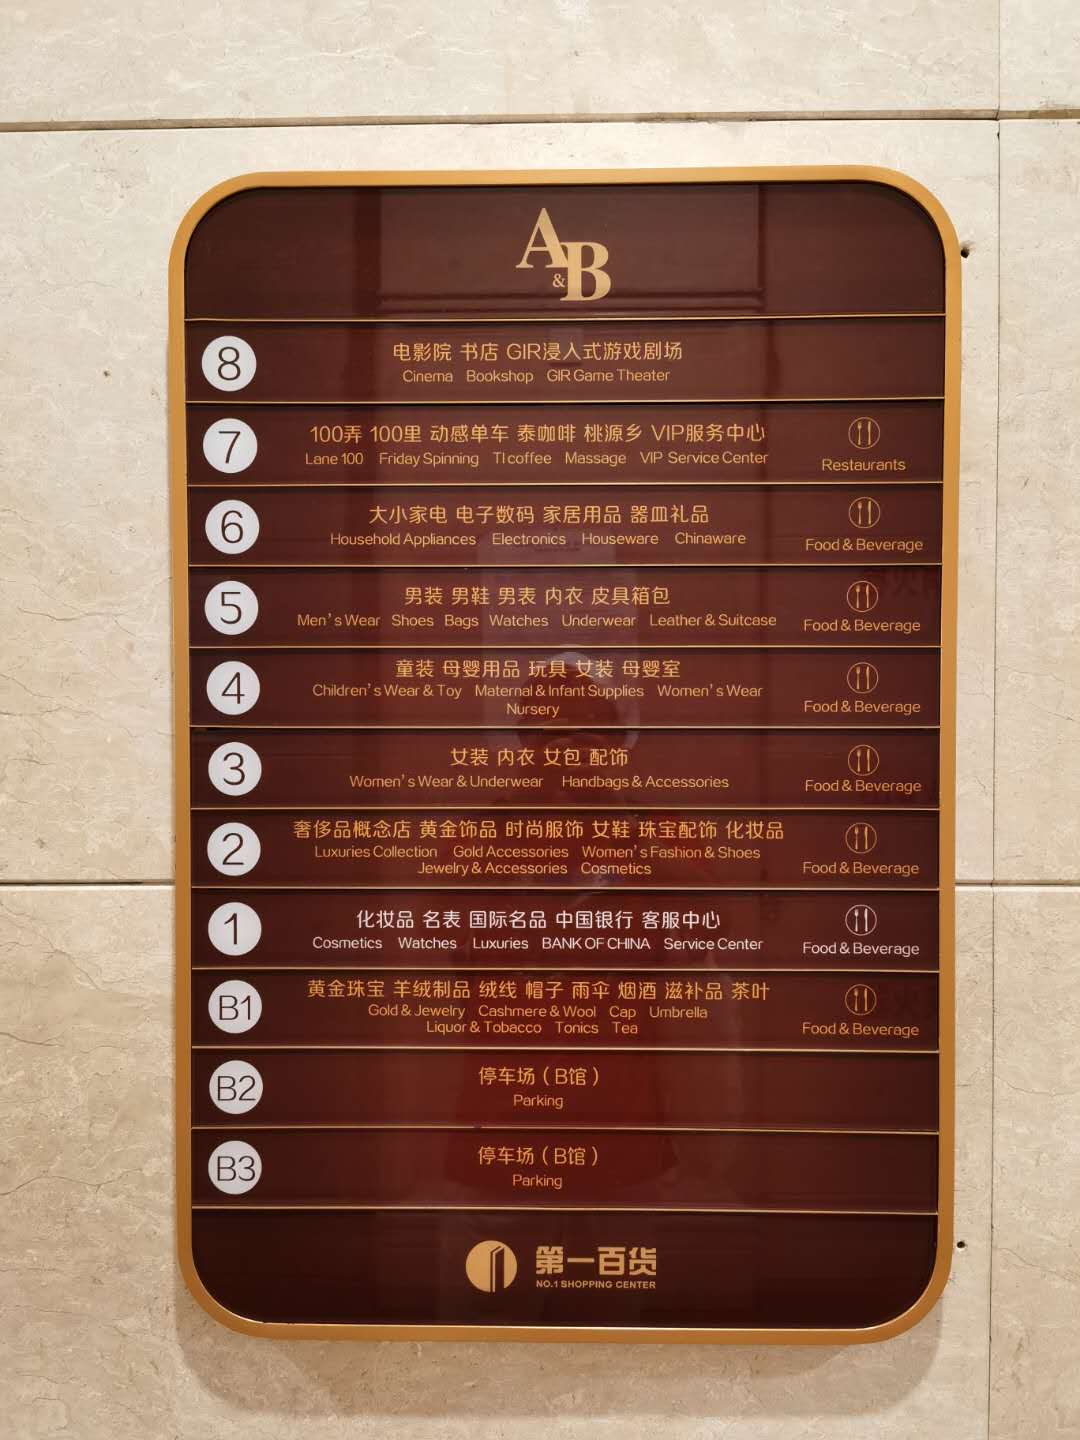 A&B
8
电影院 书店 GIR浸入式游戏剧场
Cinema Bookshop GIR Game Theater
7
100弄 100里 动感单车 泰咖啡 桃源乡 VIP服务中心
Lane 100 Friday Spinning TI coffee Massage VIP Service Center
Restaurants
6
大小家电 电子数码 家居用品 器皿礼品
Household Appliances Electronics Houseware Chinaware
Food & Beverage
5
男装 男鞋 男表 内衣 皮具箱包
Men's Wear Shoes Bags Watches Underwear Leather & Suitcase
Food & Beverage
4
童装 母婴用品 玩具 女装 母婴室
Children's Wear & Toy Maternal & Infant Supplies Women's Wear
Nursery
Food & Beverage
3
女装 内衣 女包 配饰
Women's Wear & Underwear Handbags & Accessories
Food & Beverage
2
奢侈品概念店 黄金饰品 时尚服饰 女鞋 珠宝配饰 化妆品
Luxuries Collection Gold Accessories Women's Fashion & Shoes
Jewelry & Accessories Cosmetics
Food & Beverage
1
化妆品 名表 国际名品 中国银行 客服中心
Cosmetics Watches Luxuries BANK OF CHINA Service Center
Food & Beverage
B1
黄金珠宝 羊绒制品 绒线 帽子 雨伞 烟酒 滋补品 茶叶
Gold & Jewelry Cashmere & Wool Cap Umbrella
Liquor & Tobacco Tonics Tea
Food & Beverage
B2
停车场（B馆）
Parking
B3
停车场（B馆）
Parking
第一百货
NO.1 SHOPPING CENTER